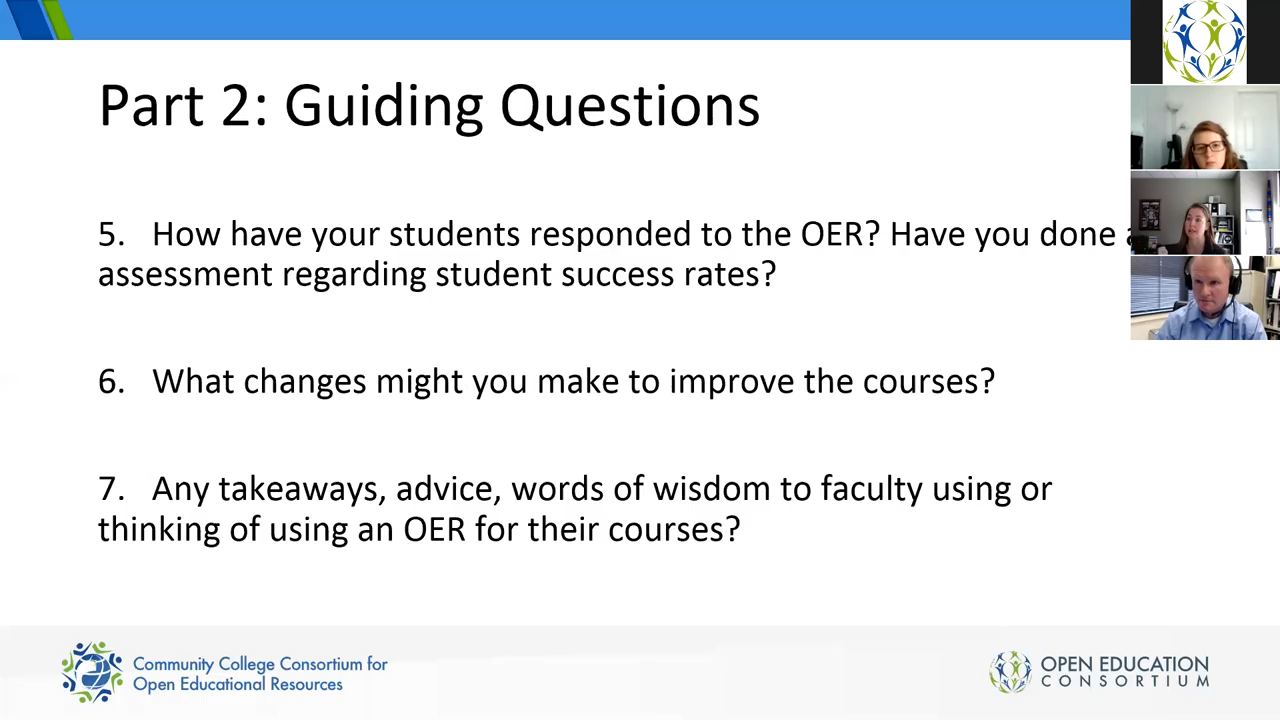 Part 2: Guiding Questions
5. How have your students responded to the OER? Have you done
assessment regarding student success rates?
6. What changes might you make to improve the courses?
7. Any takeaways, advice, words of wisdom to faculty using or
thinking of using an OER for their courses?
Community College Consortium for
Open Educational Resources
OPEN EDUCATION
CONSORTIUM